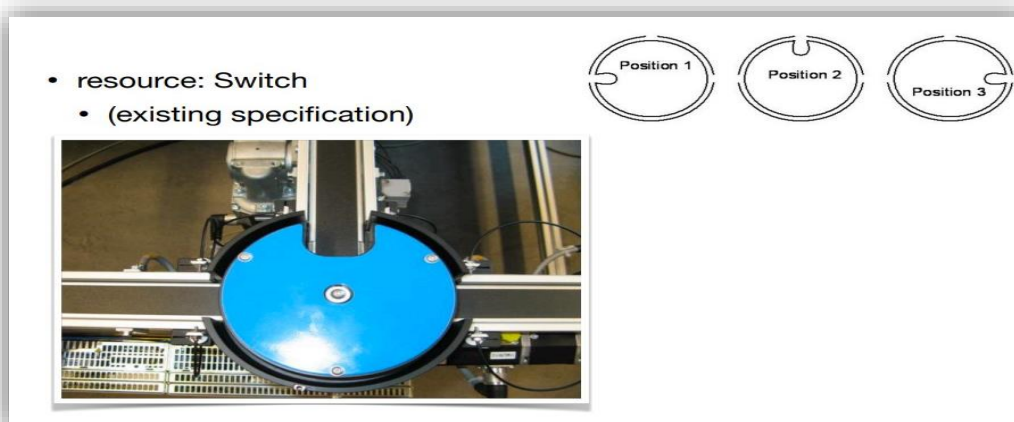 • resource: Switch
• (existing specification)
Position 1
Position 2
Position 3